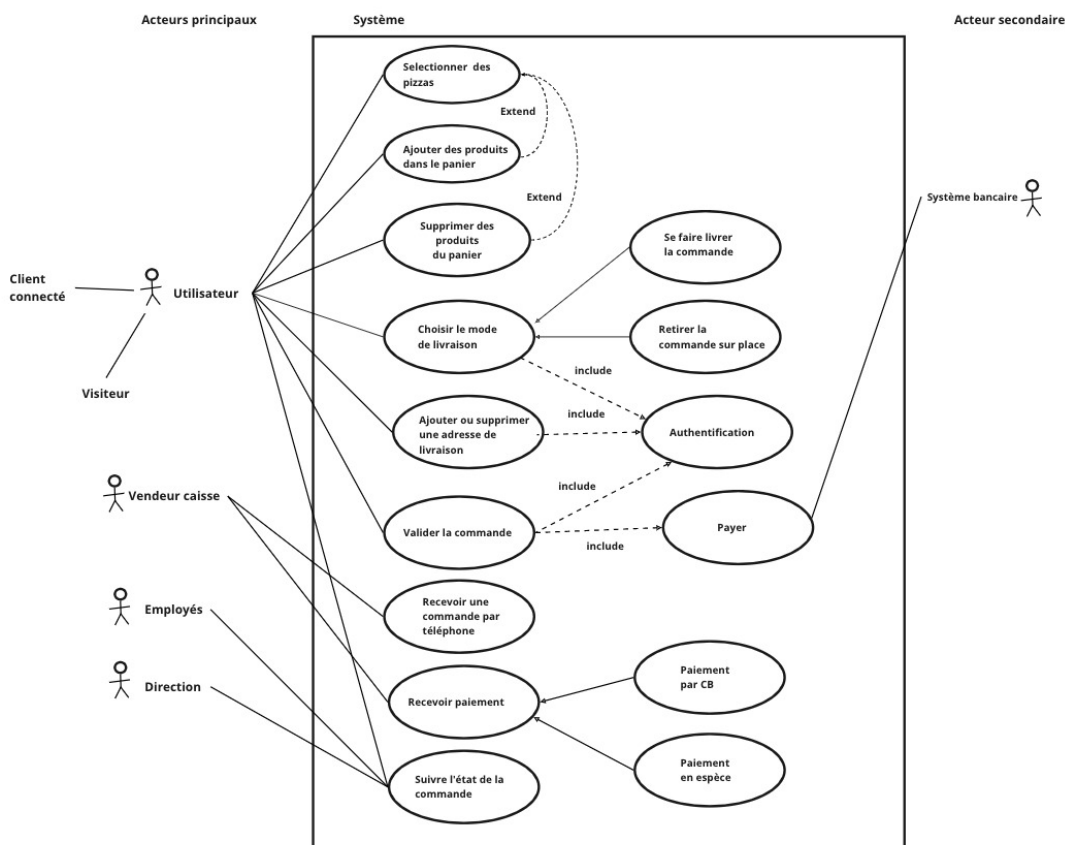 Acteurs principaux
Système
Acteur secondaire
Selectionner des
pizzas
Extend
Ajouter des produits
dans le panier
Extend
Système bancaire
Supprimer des
produits
du panier
Se faire livrer
la commande
Client
connecté
Utilisateur
Choisir le mode
de livraison
Retirer la
commande sur place
include
Visiteur
Ajouter ou supprimer
une adresse de
livraison
include
Authentification
include
Vendeur caisse
Valider la commande
Payer
include
Recevoir une
commande par
téléphone
Employés
Paiement
par CB
Direction
Recevoir paiement
Paiement
en espèce
Suivre l'état de la
commande